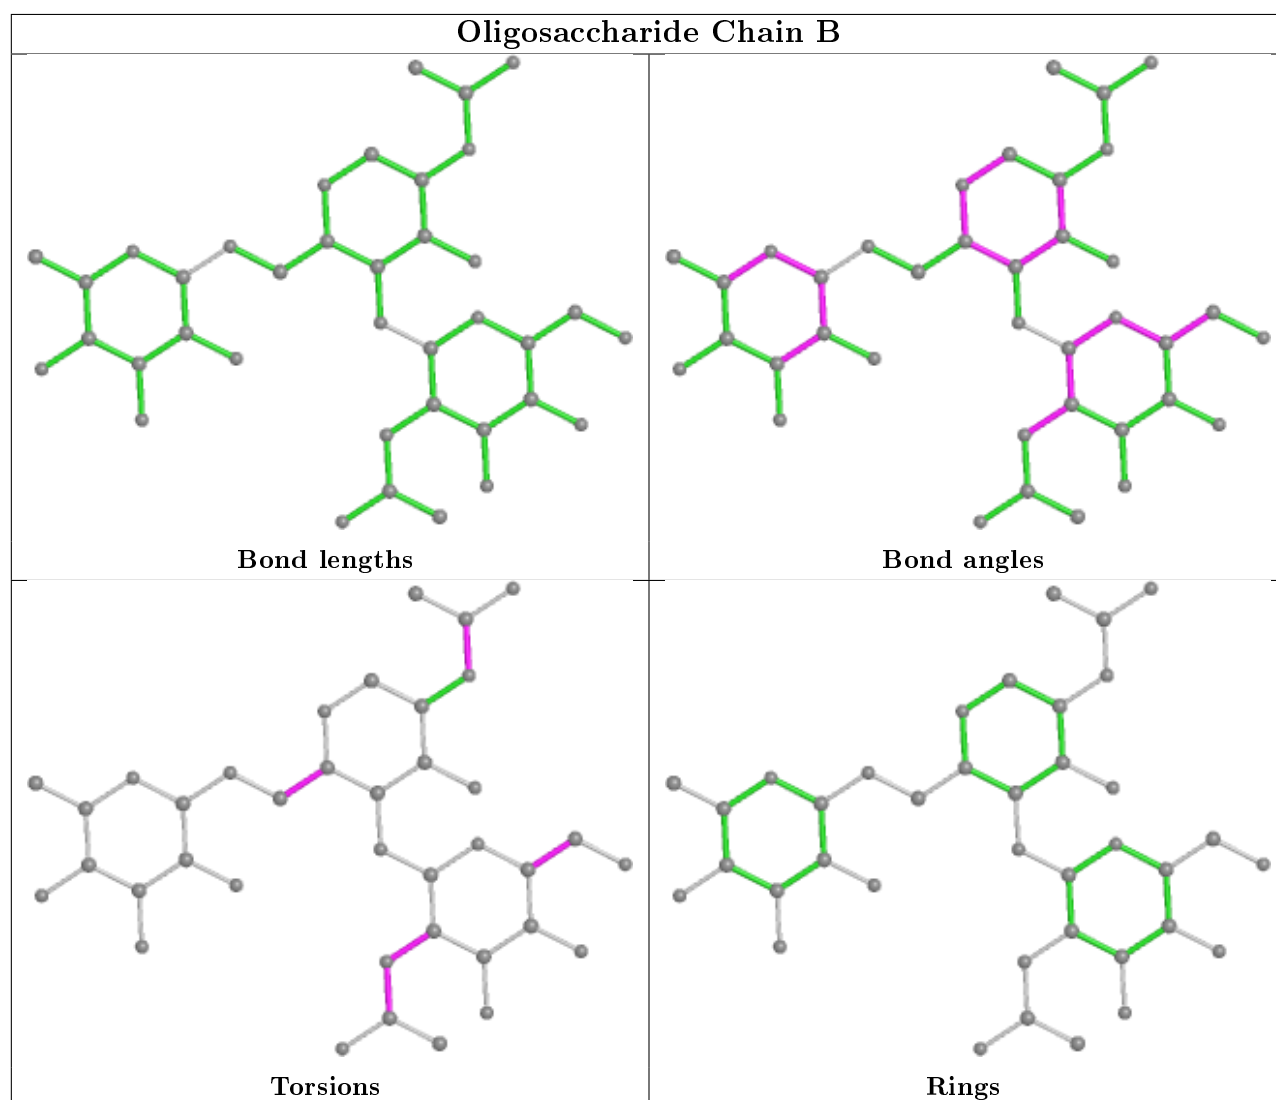 Oligosaccharide Chain B
Bond lengths
Bond angles
Torsions
Rings